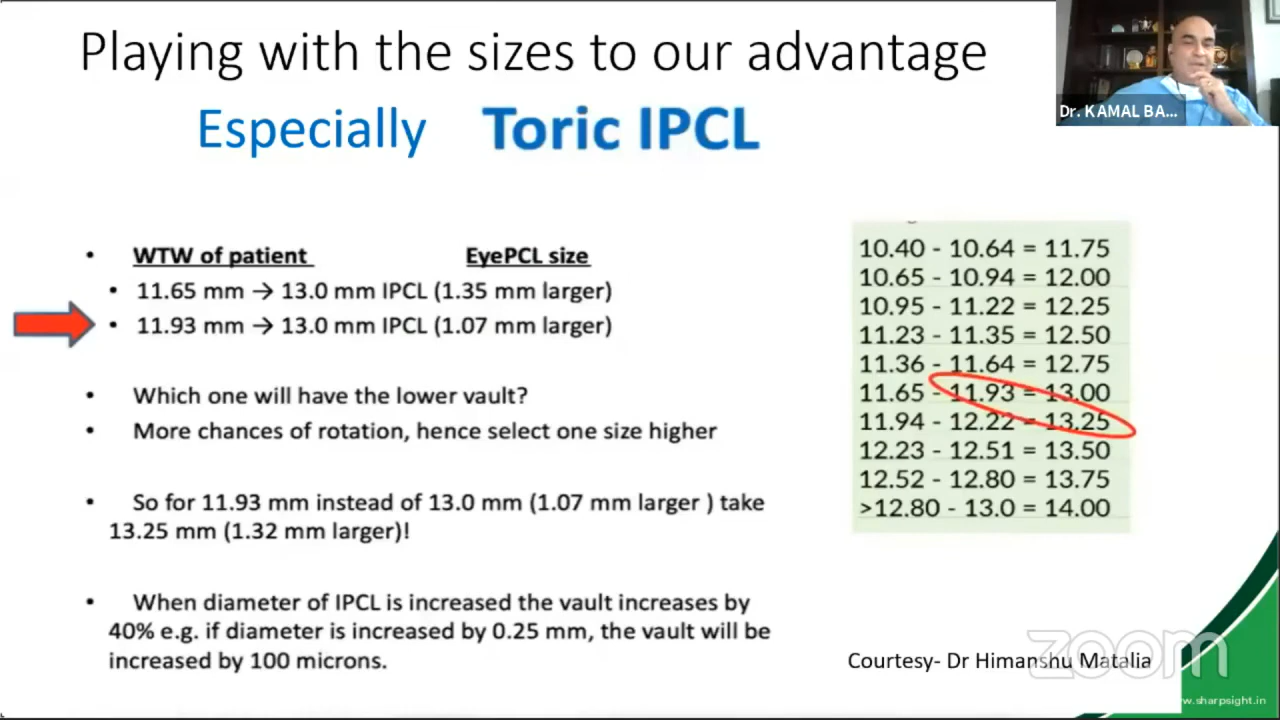 Playing with the sizes to our advantage
Especially Toric IPCL
Dr. KAMAL BA...
• WTW of patient EyePCL size
• 11.65 mm → 13.0 mm IPCL (1.35 mm larger)
• 11.93 mm → 13.0 mm IPCL (1.07 mm larger)
• Which one will have the lower vault?
• More chances of rotation, hence select one size higher
• So for 11.93 mm instead of 13.0 mm (1.07 mm larger ) take
13.25 mm (1.32 mm larger)!
• When diameter of IPCL is increased the vault increases by
40% e.g. if diameter is increased by 0.25 mm, the vault will be
increased by 100 microns.
10.40 - 10.64 = 11.75
10.65 - 10.94 = 12.00
10.95 - 11.22 = 12.25
11.23 - 11.35 = 12.50
11.36 - 11.64 = 12.75
11.65 - 11.93 = 13.00
11.94 - 12.22 = 13.25
12.23 - 12.51 = 13.50
12.52 - 12.80 = 13.75
>12.80 - 13.0 = 14.00
Courtesy- Dr Himanshu Matalia
zoom
www.sharpsight.in